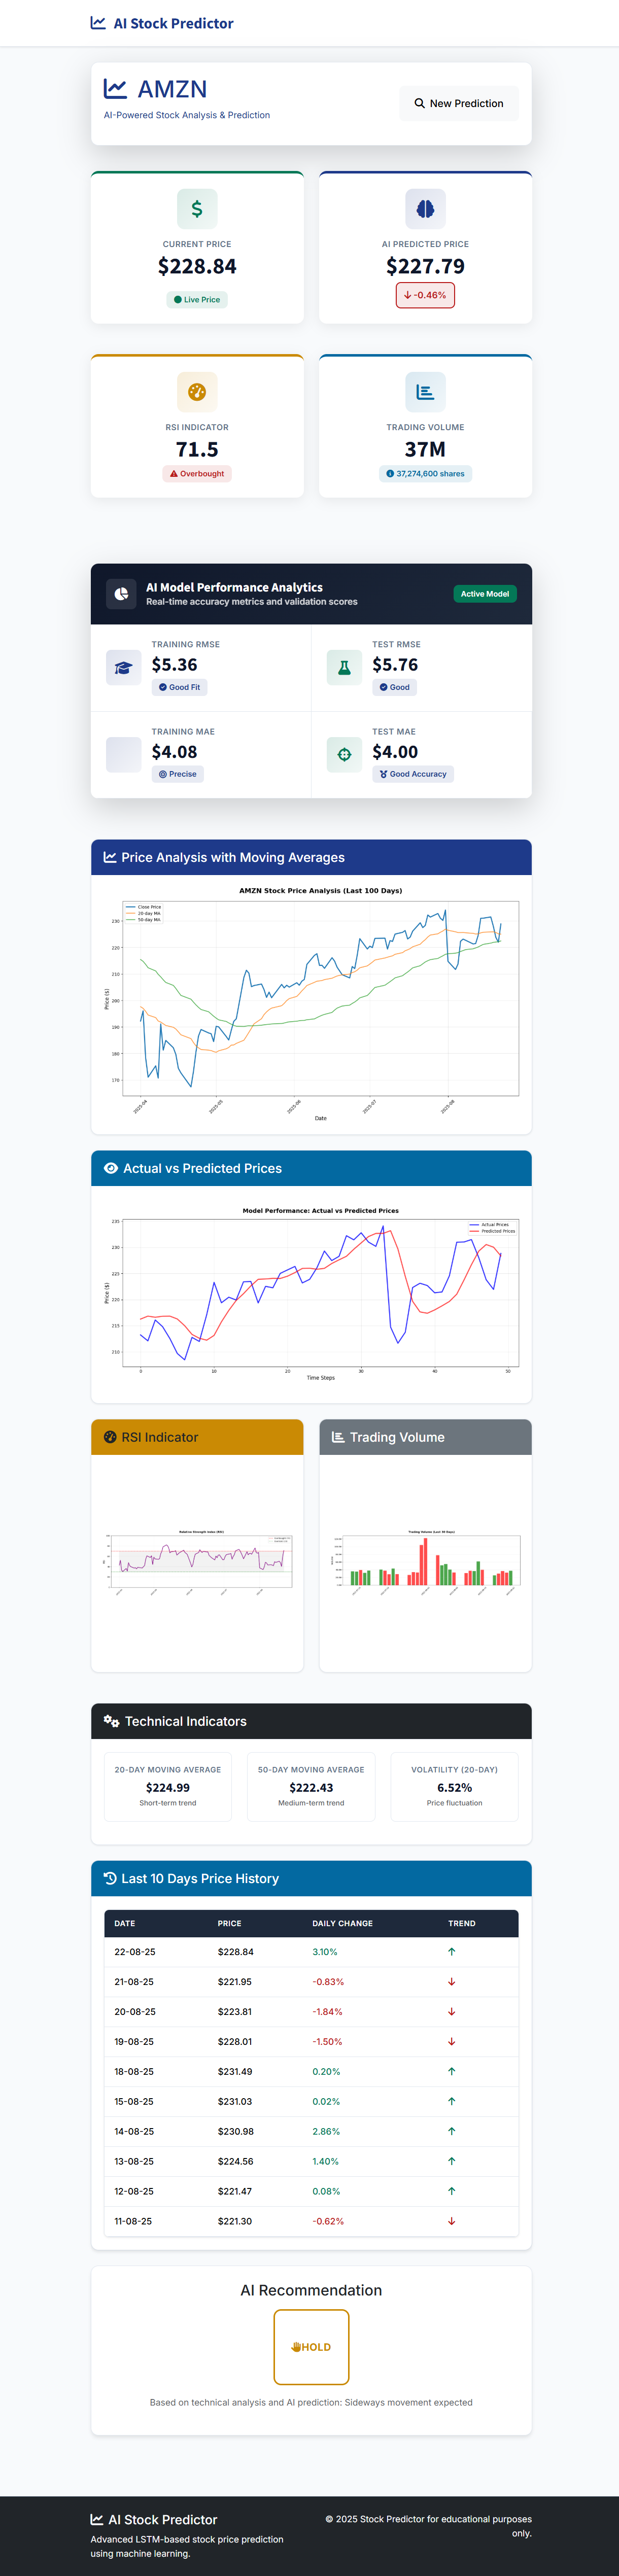 AI Stock Predictor
AMZN
AI-Powered Stock Analysis & Prediction
New Prediction
CURRENT PRICE
$228.84
Live Price
AI PREDICTED PRICE
$227.79
-0.46%
RSI INDICATOR
71.5
Overbought
TRADING VOLUME
37M
37,274,600 shares
AI Model Performance Analytics
Real-time accuracy metrics and validation scores
Active Model
TRAINING RMSE
$5.36
Good Fit
TEST RMSE
$5.76
Good
TRAINING MAE
$4.08
Precise
TEST MAE
$4.00
Good Accuracy
Price Analysis with Moving Averages
AMZN Stock Price Analysis (Last 100 Days)
Close Price
20-day MA
50-day MA
230
220
210
200
190
180
170
Price ($)
2025-04
2025-05
2025-06
2025-07
2025-08
Date
Actual vs Predicted Prices
Model Performance: Actual vs Predicted Prices
Actual Prices
Predicted Prices
235
230
225
220
215
210
Price ($)
0
10
20
30
40
50
Time Steps
RSI Indicator
Relative Strength Index (RSI)
Trading Volume
Trading Volume (Last 30 Days)
Technical Indicators
20-DAY MOVING AVERAGE
$224.99
Short-term trend
50-DAY MOVING AVERAGE
$222.43
Medium-term trend
VOLATILITY (20-DAY)
6.52%
Price fluctuation
Last 10 Days Price History
DATE PRICE DAILY CHANGE TREND
22-08-25 $228.84 3.10% ↑
21-08-25 $221.95 -0.83% ↓
20-08-25 $223.81 -1.84% ↓
19-08-25 $228.01 -1.50% ↓
18-08-25 $231.49 0.20% ↑
15-08-25 $231.03 0.02% ↑
14-08-25 $230.98 2.86% ↑
13-08-25 $224.56 1.40% ↑
12-08-25 $221.47 0.08% ↑
11-08-25 $221.30 -0.62% ↓
AI Recommendation
HOLD
Based on technical analysis and AI prediction: Sideways movement expected
AI Stock Predictor
Advanced LSTM-based stock price prediction
using machine learning.
© 2025 Stock Predictor for educational purposes
only.